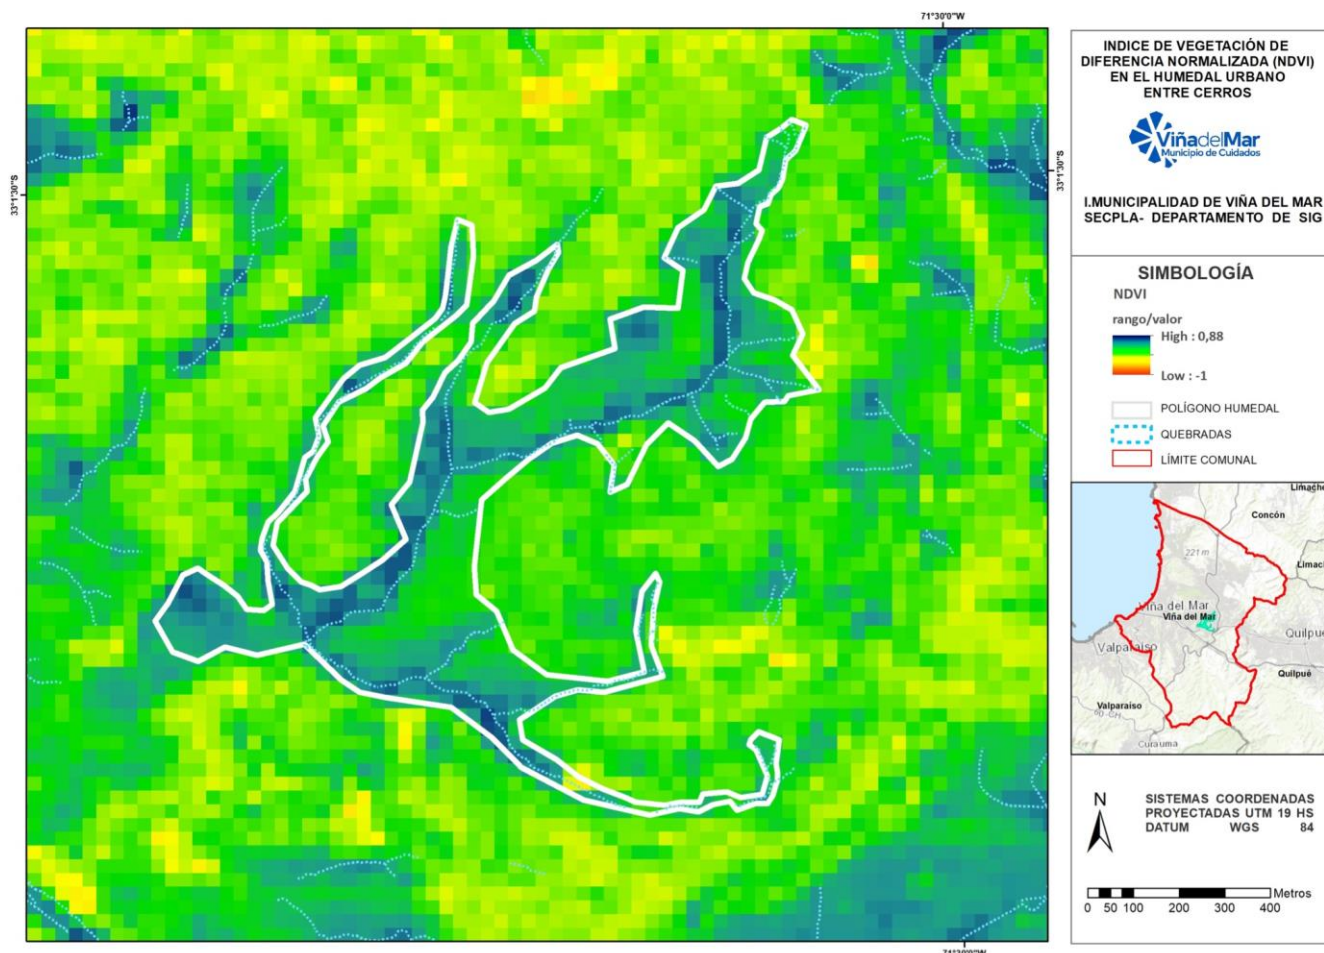 71°30'0"W
33°1'30"S
33°1'30"S
INDICE DE VEGETACIÓN DE
DIFERENCIA NORMALIZADA (NDVI)
EN EL HUMEDAL URBANO
ENTRE CERROS
ViñadelMar
Municipio de Cuidados
I.MUNICIPALIDAD DE VIÑA DEL MAR
SECPLA- DEPARTAMENTO DE SIG
SIMBOLOGÍA
NDVI
rango/valor
High : 0,88
Low : -1
POLÍGONO HUMEDAL
QUEBRADAS
LÍMITE COMUNAL
Limache
Concón
221 m
Limac
Viña del Mar
Viña del Mar
Quilpué
Valparaíso
Quilpué
Valparaíso
Curauma
N
SISTEMAS COORDENADAS
PROYECTADAS UTM 19 HS
DATUM WGS 84
Metros
0 50 100 200 300 400